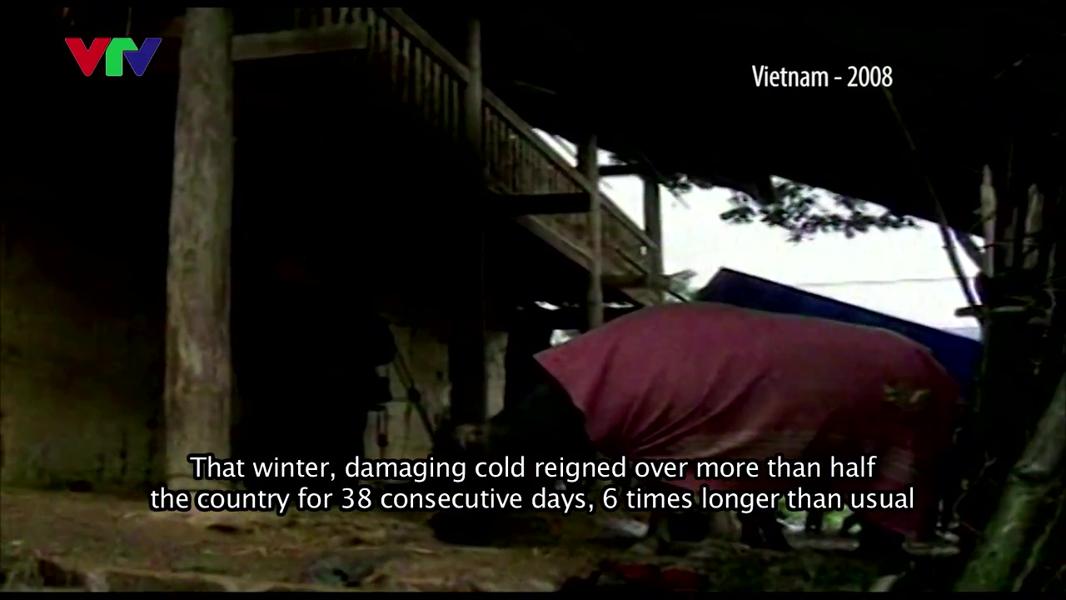 VTV
Vietnam - 2008
That winter, damaging cold reigned over more than half
the country for 38 consecutive days, 6 times longer than usual